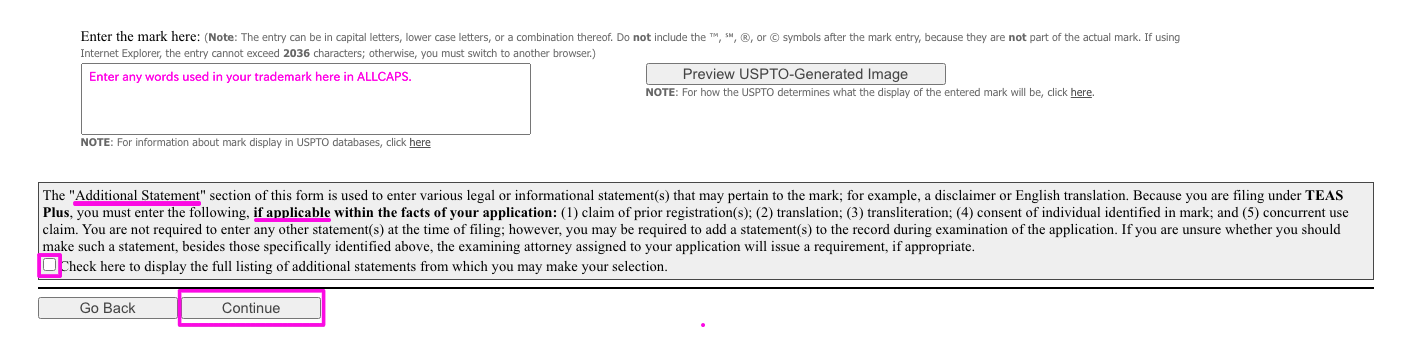 Enter the mark here: (Note: The entry can be in capital letters, lower case letters, or a combination thereof. Do not include the ™, ℠, ®, or © symbols after the mark entry, because they are not part of the actual mark. If using
Internet Explorer, the entry cannot exceed 2036 characters; otherwise, you must switch to another browser.)
Enter any words used in your trademark here in ALLCAPS.
Preview USPTO-Generated Image
NOTE: For how the USPTO determines what the display of the entered mark will be, click here.
NOTE: For information about mark display in USPTO databases, click here
The "Additional Statement" section of this form is used to enter various legal or informational statement(s) that may pertain to the mark; for example, a disclaimer or English translation. Because you are filing under TEAS
Plus, you must enter the following, if applicable within the facts of your application: (1) claim of prior registration(s); (2) translation; (3) transliteration; (4) consent of individual identified in mark; and (5) concurrent use
claim. You are not required to enter any other statement(s) at the time of filing; however, you may be required to add a statement(s) to the record during examination of the application. If you are unsure whether you should
make such a statement, besides those specifically identified above, the examining attorney assigned to your application will issue a requirement, if appropriate.
Check here to display the full listing of additional statements from which you may make your selection.
Go Back Continue